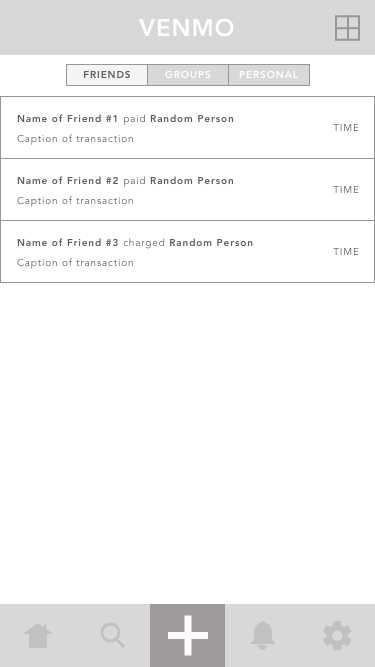 VENMO
FRIENDS GROUPS PERSONAL
Name of Friend #1 paid Random Person
Caption of transaction
TIME
Name of Friend #2 paid Random Person
Caption of transaction
TIME
Name of Friend #3 charged Random Person
Caption of transaction
TIME